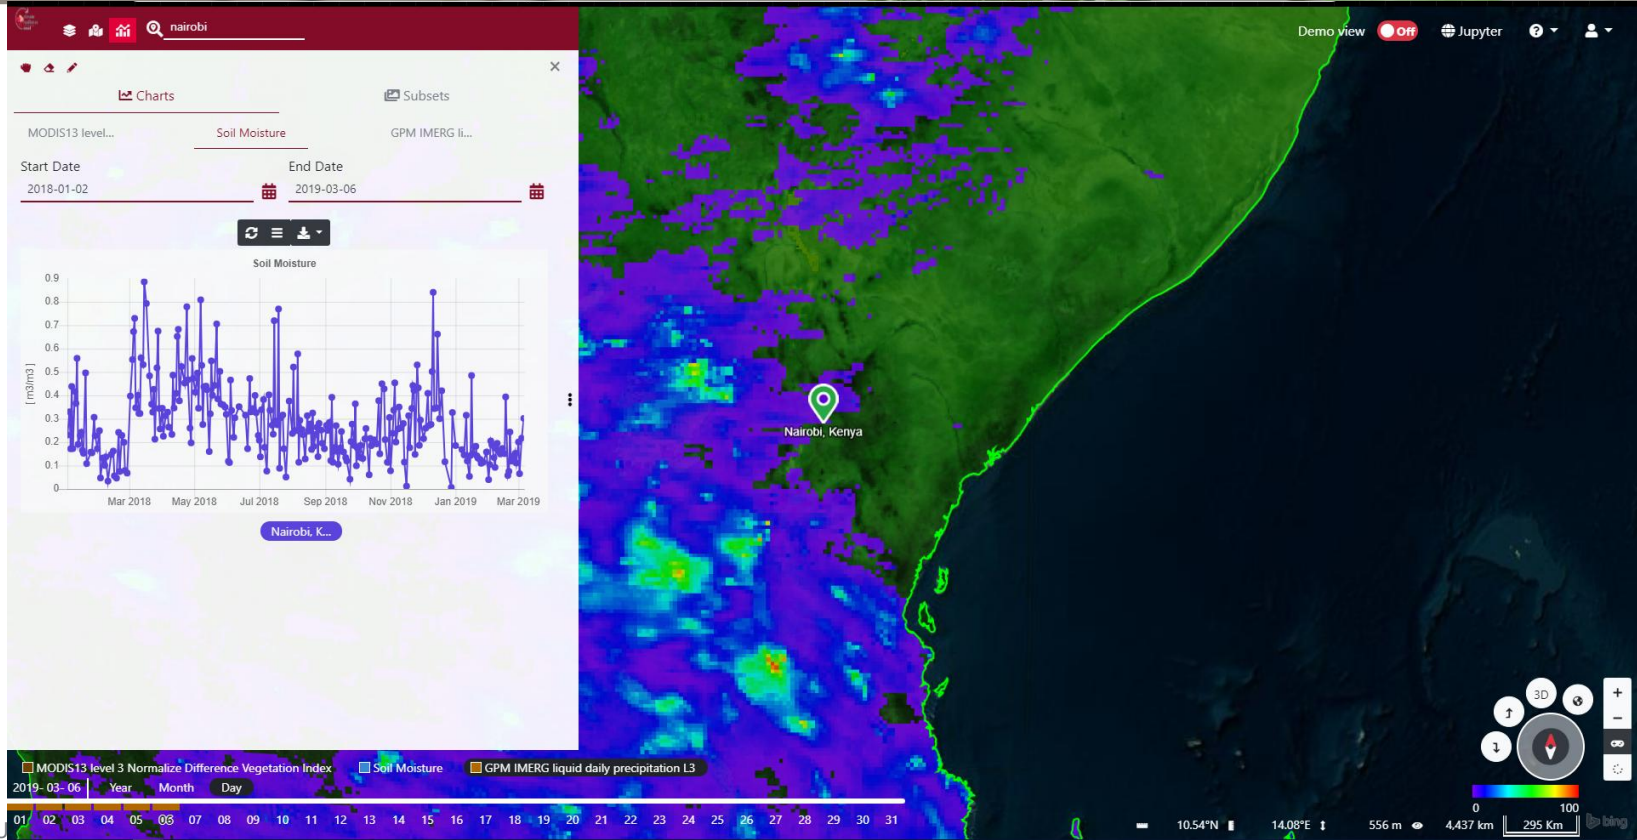 nairobi
Demo view Off Jupyter
Charts Subsets
MODIS13 level... Soil Moisture GPM IMERG li...
Start Date End Date
2018-01-02 2019-03-06
Soil Moisture
0.9
0.8
0.7
0.6
0.5
0.4
0.3
0.2
0.1
0
[ m3/m3 ]
Mar 2018 May 2018 Jul 2018 Sep 2018 Nov 2018 Jan 2019 Mar 2019
Nairobi, K...
Nairobi, Kenya
3D
MODIS13 level 3 Normalize Difference Vegetation Index Soil Moisture GPM IMERG liquid daily precipitation L3
2019- 03- 06 Year Month Day
01 02 03 04 05 06 07 08 09 10 11 12 13 14 15 16 17 18 19 20 21 22 23 24 25 26 27 28 29 30 31
0 100
10.54°N 14.08°E 556 m 4,437 km 295 Km bing